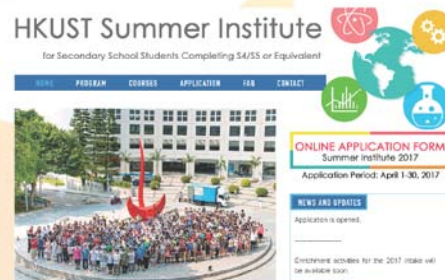 HKUST Summer Institute
for Secondary School Students Completing S4/S5 or Equivalent
HOME PROGRAM COURSES APPLICATION FAQ CONTACT
ONLINE APPLICATION FORM
Summer Institute 2017
Application Period: April 1-30, 2017
NEWS AND UPDATES
Application is opened.
Enrichment activities for the 2017 intake will
be available soon.